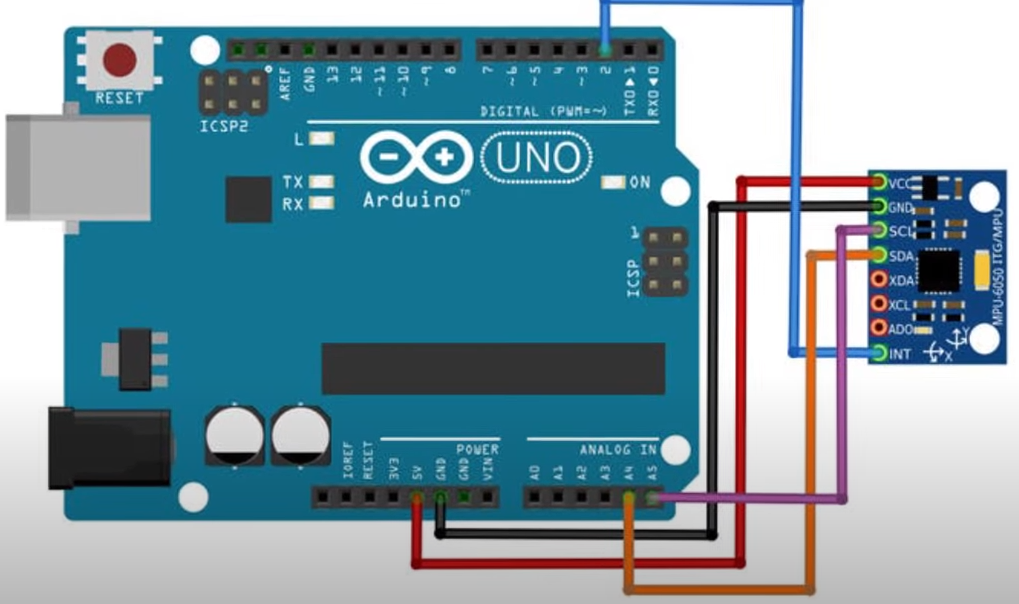 RESET
ICSP2
AREF
GND
13
12
~11
~10
~9
8
7
~6
~5
4
~3
2
TX0▶1
RX0◀0
DIGITAL (PWM=~)
L
TX
RX
Arduino™
UNO
ON
1
ICSP
IOREF
RESET
3V3
5V
GND
GND
VIN
POWER
ANALOG IN
A0
A1
A2
A3
A4
A5
VCC
GND
SCL
SDA
XDA
XCL
ADO
INT
MPU-6050 ITG/MPU
Y
X